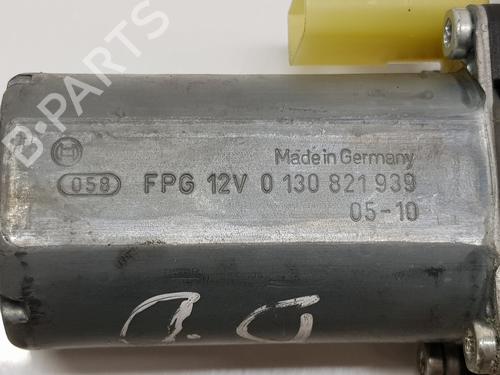 B-PARTS
Made in Germany
058 FPG 12V 0 130 821 939
05-10